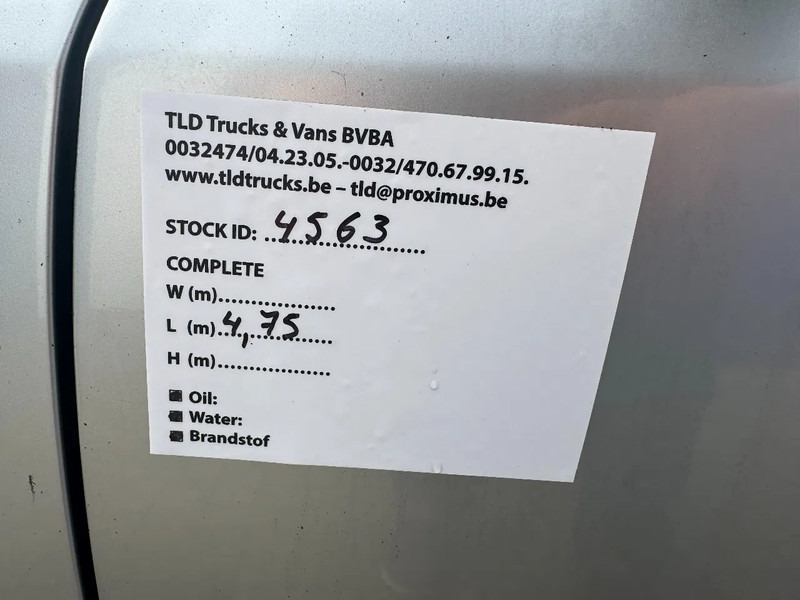 TLD Trucks & Vans BVBA
0032474/04.23.05.-0032/470.67.99.15.
www.tldtrucks.be – tld@proximus.be
STOCK ID: 4563
COMPLETE
W (m)....................
L (m) 4,75
H (m)....................
Oil:
Water:
Brandstof